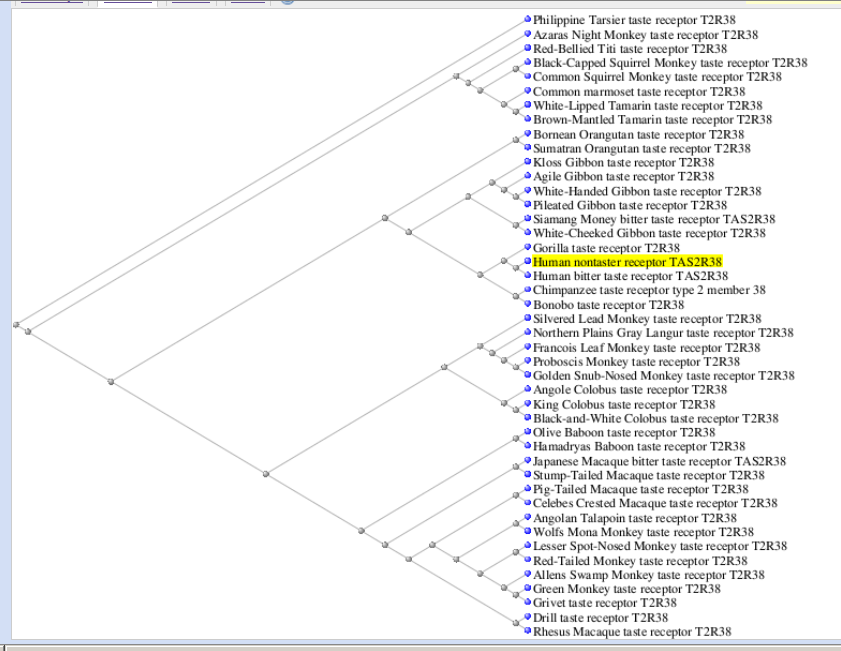 Philippine Tarsier taste receptor T2R38
Azaras Night Monkey taste receptor T2R38
Red-Bellied Titi taste receptor T2R38
Black-Capped Squirrel Monkey taste receptor T2R38
Common Squirrel Monkey taste receptor T2R38
Common marmoset taste receptor T2R38
White-Lipped Tamarin taste receptor T2R38
Brown-Mantled Tamarin taste receptor T2R38
Bornean Orangutan taste receptor T2R38
Sumatran Orangutan taste receptor T2R38
Kloss Gibbon taste receptor T2R38
Agile Gibbon taste receptor T2R38
White-Handed Gibbon taste receptor T2R38
Pileated Gibbon taste receptor T2R38
Siamang Money bitter taste receptor TAS2R38
White-Cheeked Gibbon taste receptor T2R38
Gorilla taste receptor T2R38
Human nontaster receptor TAS2R38
Human bitter taste receptor TAS2R38
Chimpanzee taste receptor type 2 member 38
Bonobo taste receptor T2R38
Silvered Lead Monkey taste receptor T2R38
Northern Plains Gray Langur taste receptor T2R38
Francois Leaf Monkey taste receptor T2R38
Proboscis Monkey taste receptor T2R38
Golden Snub-Nosed Monkey taste receptor T2R38
Angole Colobus taste receptor T2R38
King Colobus taste receptor T2R38
Black-and-White Colobus taste receptor T2R38
Olive Baboon taste receptor T2R38
Hamadryas Baboon taste receptor T2R38
Japanese Macaque bitter taste receptor TAS2R38
Stump-Tailed Macaque taste receptor T2R38
Pig-Tailed Macaque taste receptor T2R38
Celebes Crested Macaque taste receptor T2R38
Angolan Talapoin taste receptor T2R38
Wolfs Mona Monkey taste receptor T2R38
Lesser Spot-Nosed Monkey taste receptor T2R38
Red-Tailed Monkey taste receptor T2R38
Allens Swamp Monkey taste receptor T2R38
Green Monkey taste receptor T2R38
Grivet taste receptor T2R38
Drill taste receptor T2R38
Rhesus Macaque taste receptor T2R38